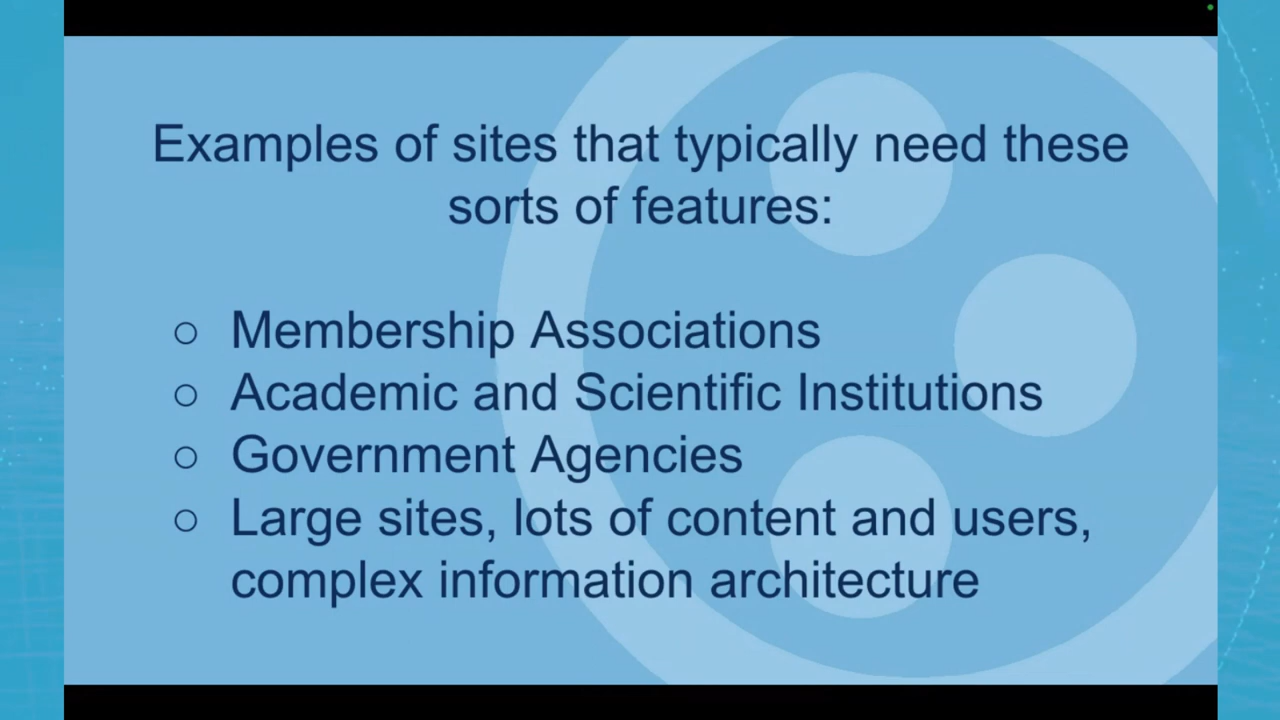 Examples of sites that typically need these
sorts of features:
○ Membership Associations
○ Academic and Scientific Institutions
○ Government Agencies
○ Large sites, lots of content and users,
complex information architecture